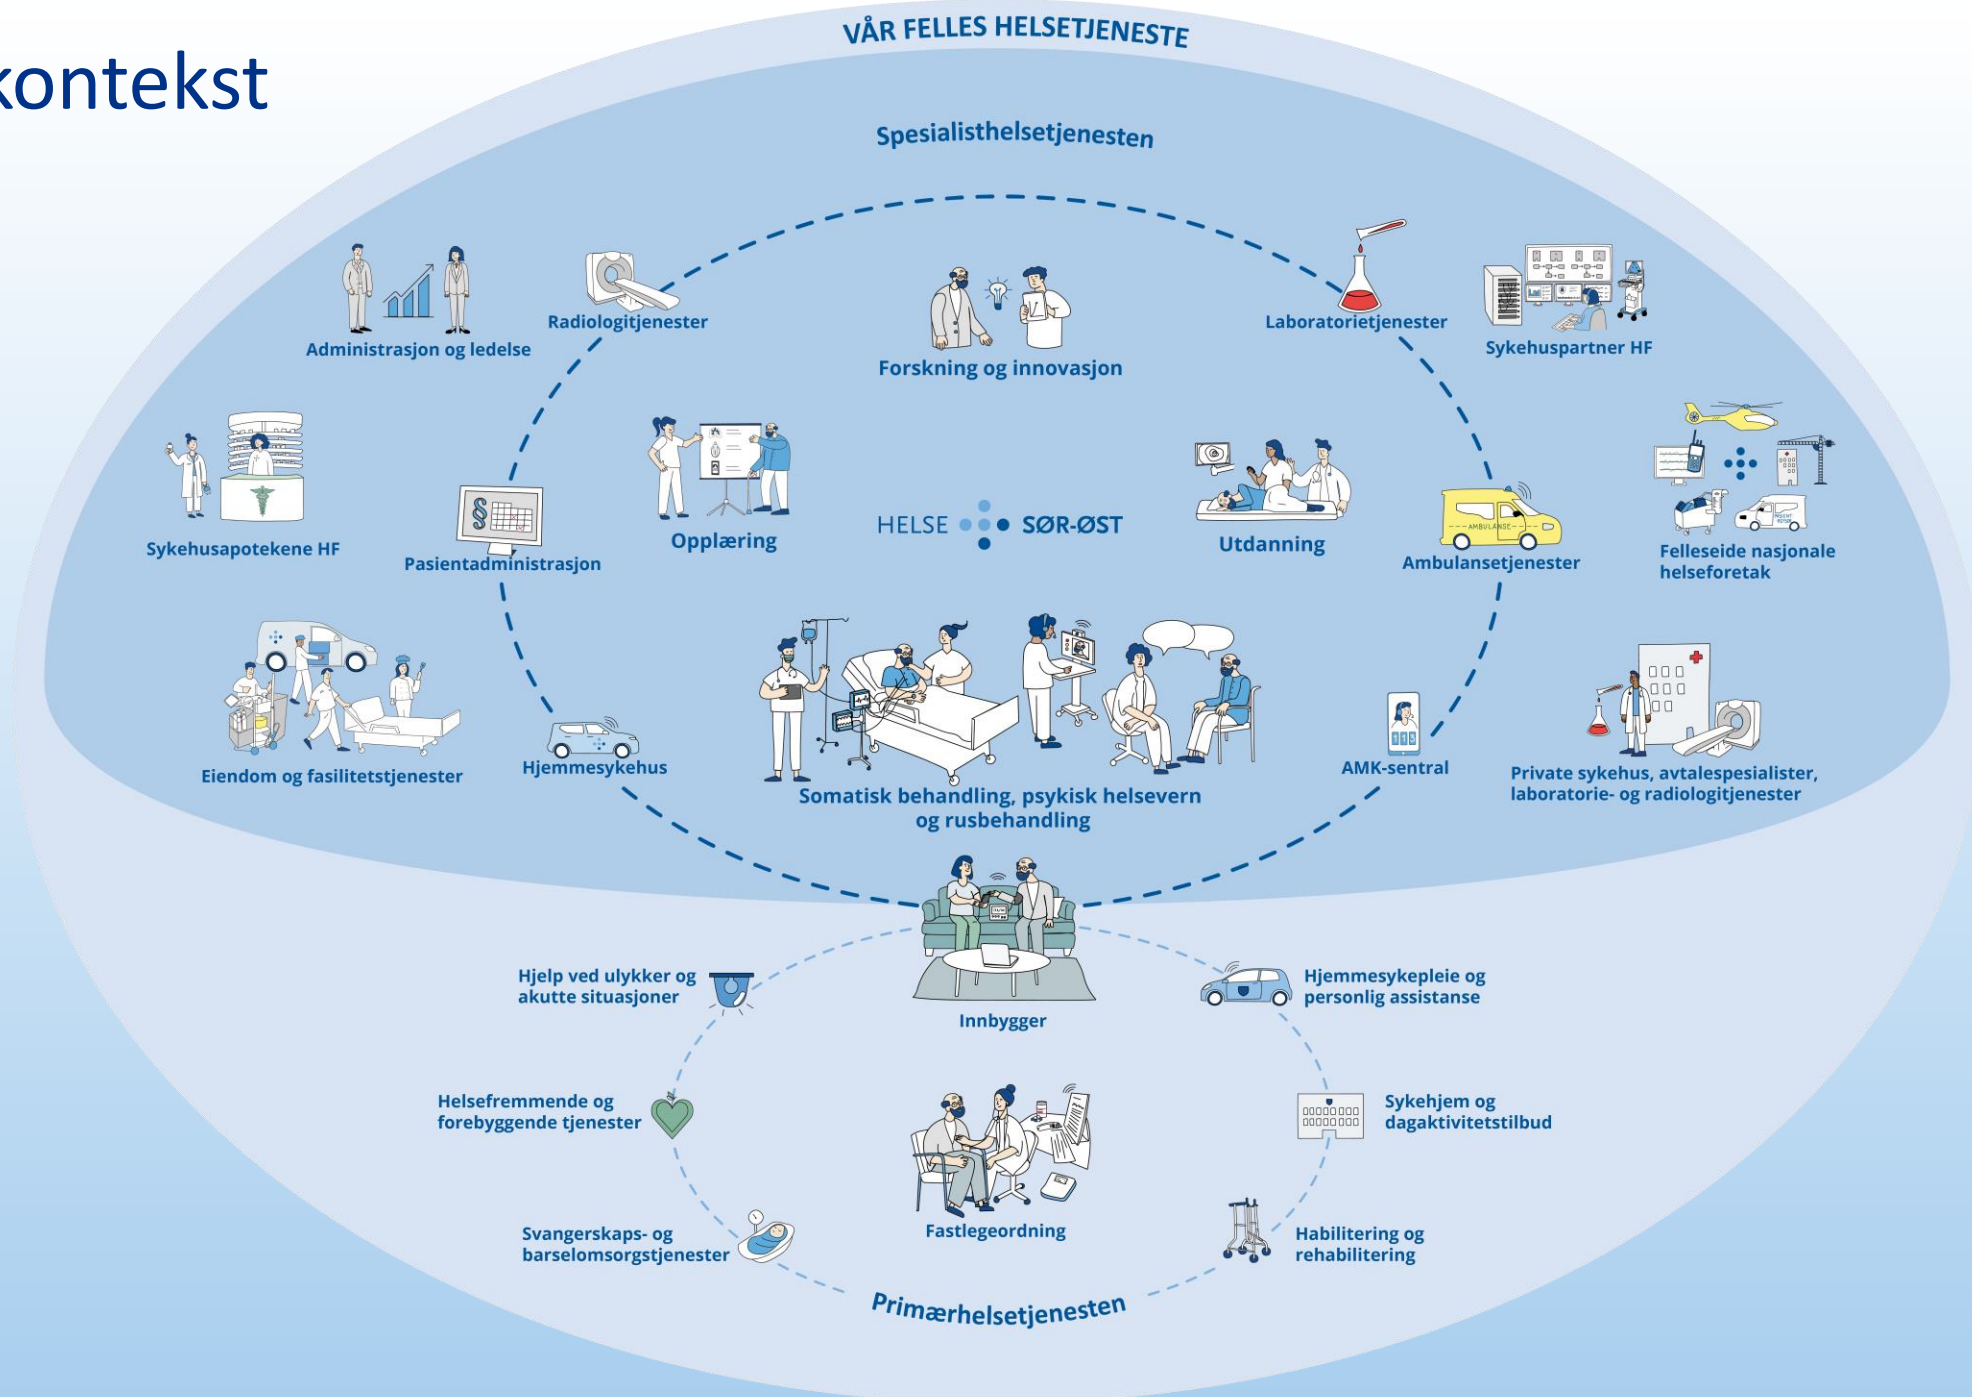 kontekst
VÅR FELLES HELSETJENESTE
Spesialisthelsetjenesten
Administrasjon og ledelse
Radiologitjenester
Forskning og innovasjon
Laboratorietjenester
Sykehuspartner HF
Sykehusapotekene HF
§
Pasientadministrasjon
Opplæring
HELSE SØR-ØST
Utdanning
AMBULANSE
Ambulansetjenester
Felleseide nasjonale
helseforetak
Eiendom og fasilitetstjenester
Hjemmesykehus
Somatisk behandling, psykisk helsevern
og rusbehandling
113
AMK-sentral
Private sykehus, avtalespesialister,
laboratorie- og radiologitjenester
Innbygger
Hjelp ved ulykker og
akutte situasjoner
Hjemmesykepleie og
personlig assistanse
Helsefremmende og
forebyggende tjenester
Sykehjem og
dagaktivitetstilbud
Fastlegeordning
Svangerskaps- og
barselomsorgstjenester
Habilitering og
rehabilitering
Primærhelsetjenesten